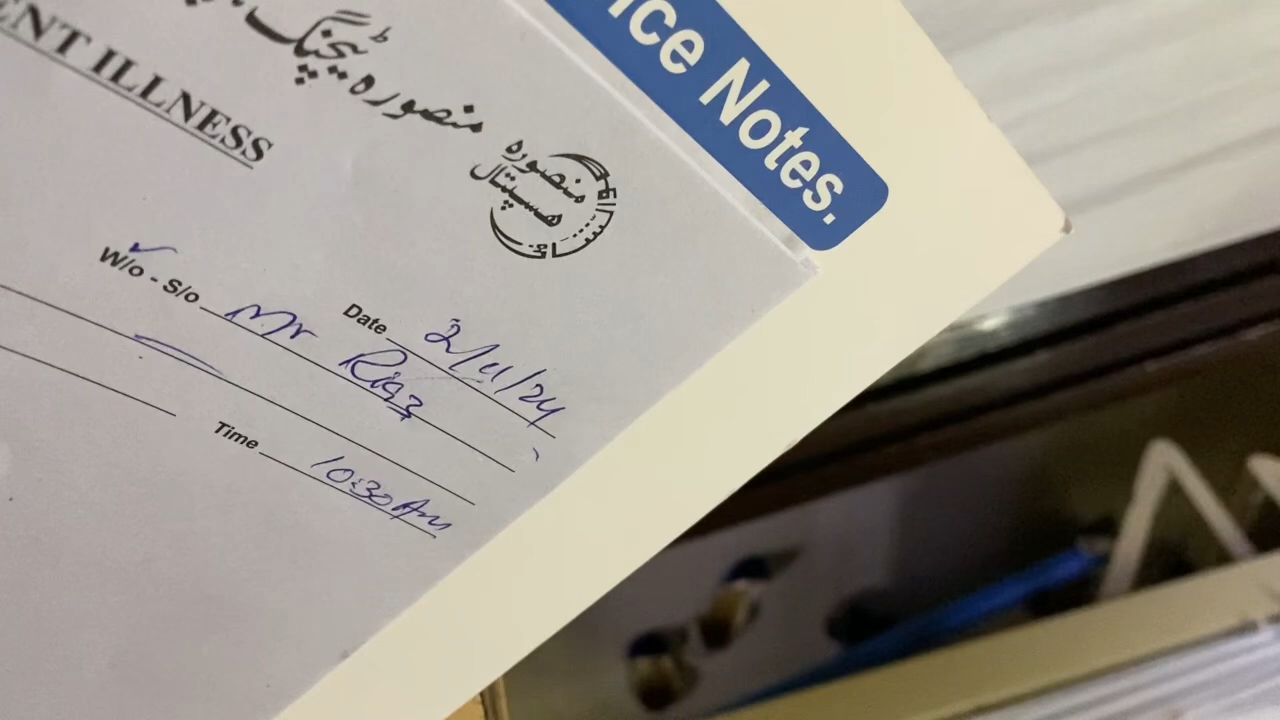 ice Notes.
منصورہ ٹیچنگ
ENT ILLNESS
منصورہ
ہسپتال
Date 2/11/24
W/o - S/o Mr Riaz
Time 10:30 Am